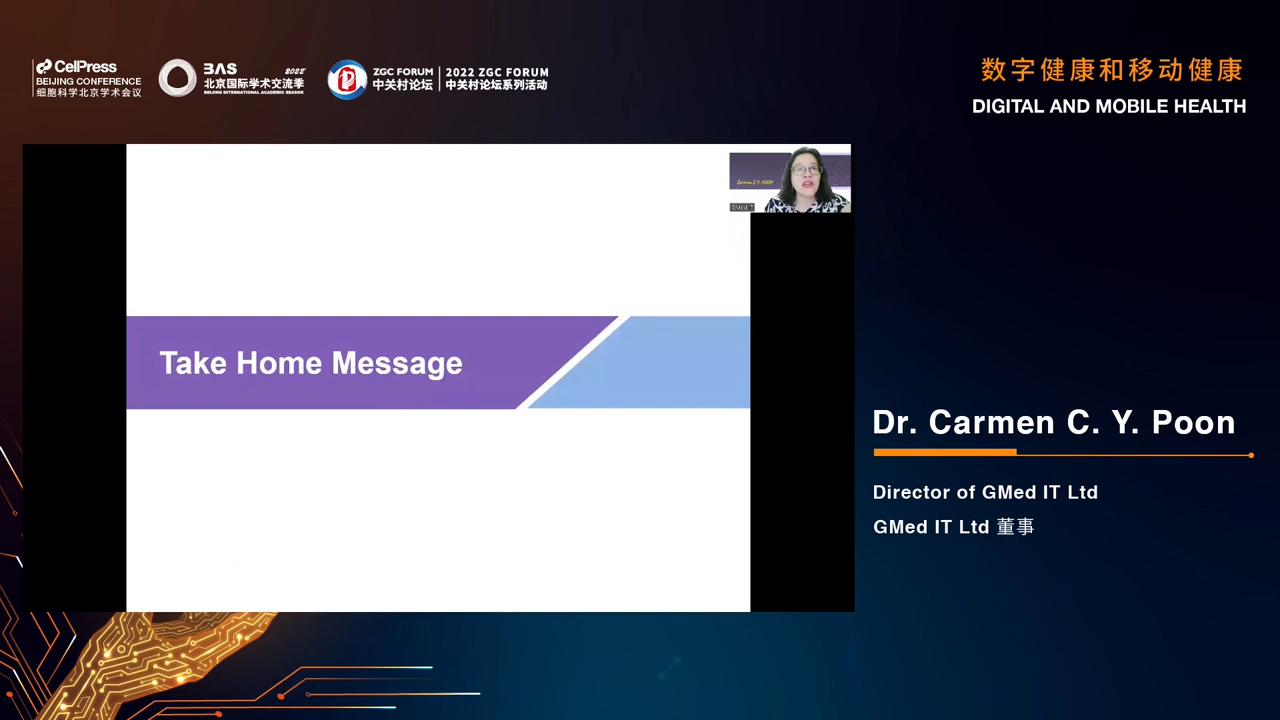 CellPress
BEIJING CONFERENCE
细胞科学北京学术会议
BAS 2022
北京国际学术交流季
BEIJING INTERNATIONAL ACADEMIC SEASON
ZGC FORUM
中关村论坛
2022 ZGC FORUM
中关村论坛系列活动
数字健康和移动健康
DIGITAL AND MOBILE HEALTH
Carmen C.Y. POON
GMed IT
Take Home Message
Dr. Carmen C. Y. Poon
Director of GMed IT Ltd
GMed IT Ltd 董事